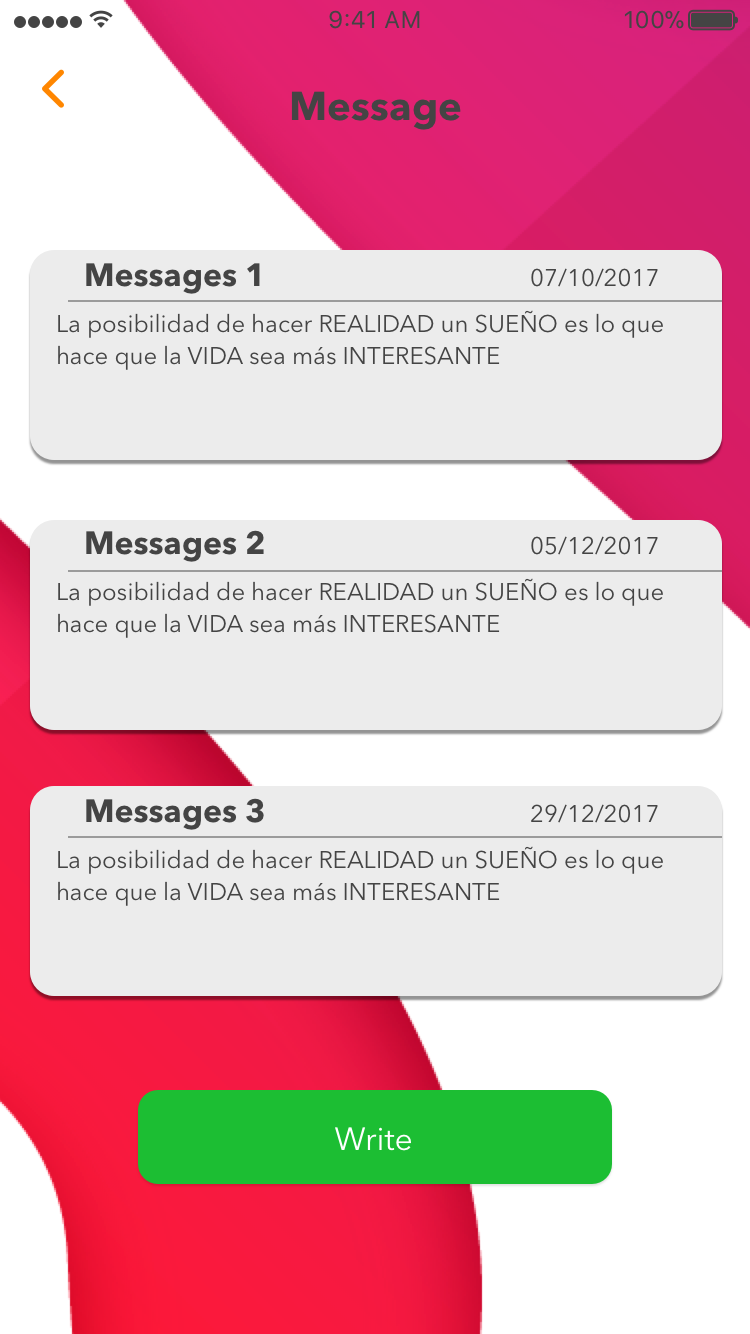 9:41 AM 100%
Message
Messages 1 07/10/2017
La posibilidad de hacer REALIDAD un SUEÑO es lo que
hace que la VIDA sea más INTERESANTE
Messages 2 05/12/2017
La posibilidad de hacer REALIDAD un SUEÑO es lo que
hace que la VIDA sea más INTERESANTE
Messages 3 29/12/2017
La posibilidad de hacer REALIDAD un SUEÑO es lo que
hace que la VIDA sea más INTERESANTE
Write